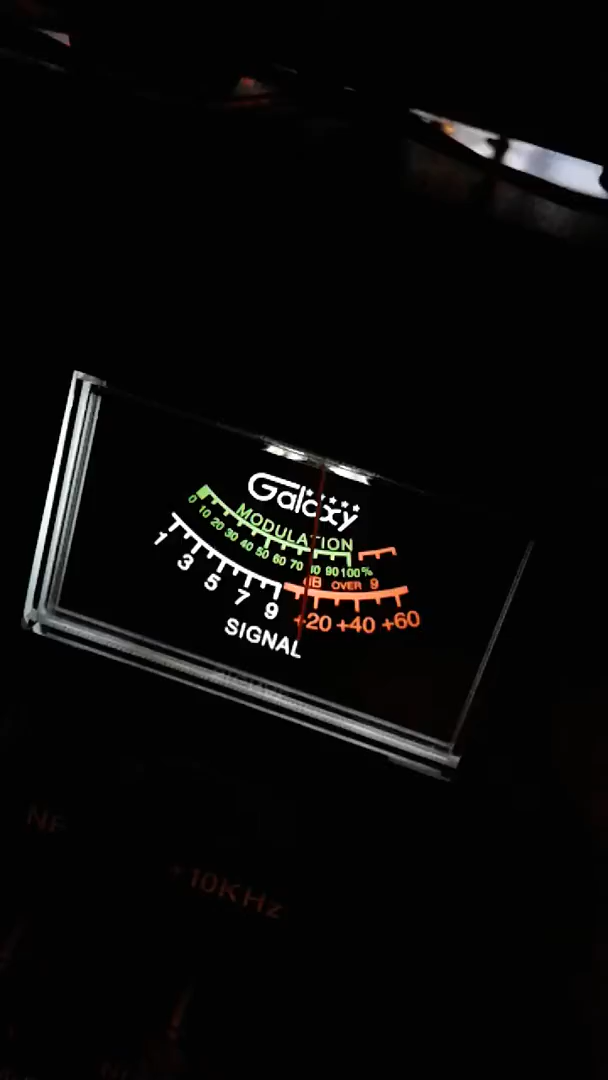 Galaxy
MODULATION
0 10 20 30 40 50 60 70 80 90 100%
dB OVER 9
1 3 5 7 9 +20 +40 +60
SIGNAL
+10KHz